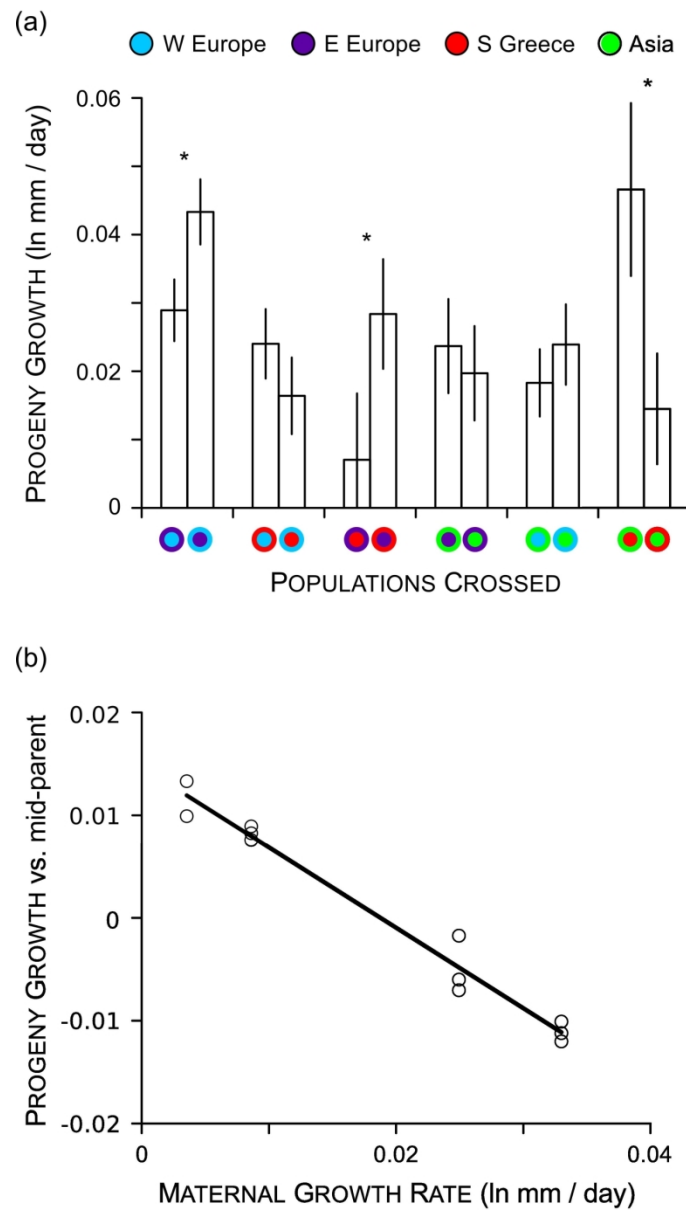 (a)
W Europe E Europe S Greece Asia
PROGENY GROWTH (ln mm / day)
0.06
0.04
0.02
0
* * *
POPULATIONS CROSSED
(b)
PROGENY GROWTH vs. mid-parent
0.02
0.01
0
-0.01
-0.02
0 0.02 0.04
MATERNAL GROWTH RATE (ln mm / day)